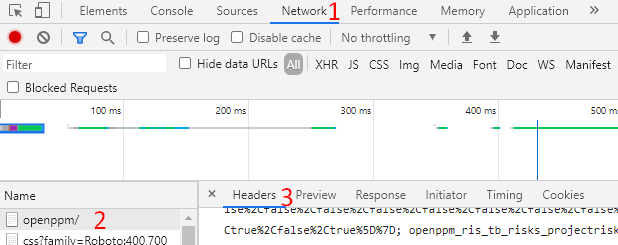 Elements Console Sources Network 1 Performance Memory Application »
Preserve log Disable cache No throttling
Filter Hide data URLs All XHR JS CSS Img Media Font Doc WS Manifest
Blocked Requests
100 ms 200 ms 300 ms 400 ms 500 ms
Name × Headers 3 Preview Response Initiator Timing Cookies
openppm/ 2
css?family=Roboto:400,700
lse%2Cfalse%2Cfalse%2Cfalse%2Cfalse%2Cfalse%2Cfalse%
Ctrue%2Cfalse%2Ctrue%5D%7D; openppm_ris_tb_risks_projectrisk